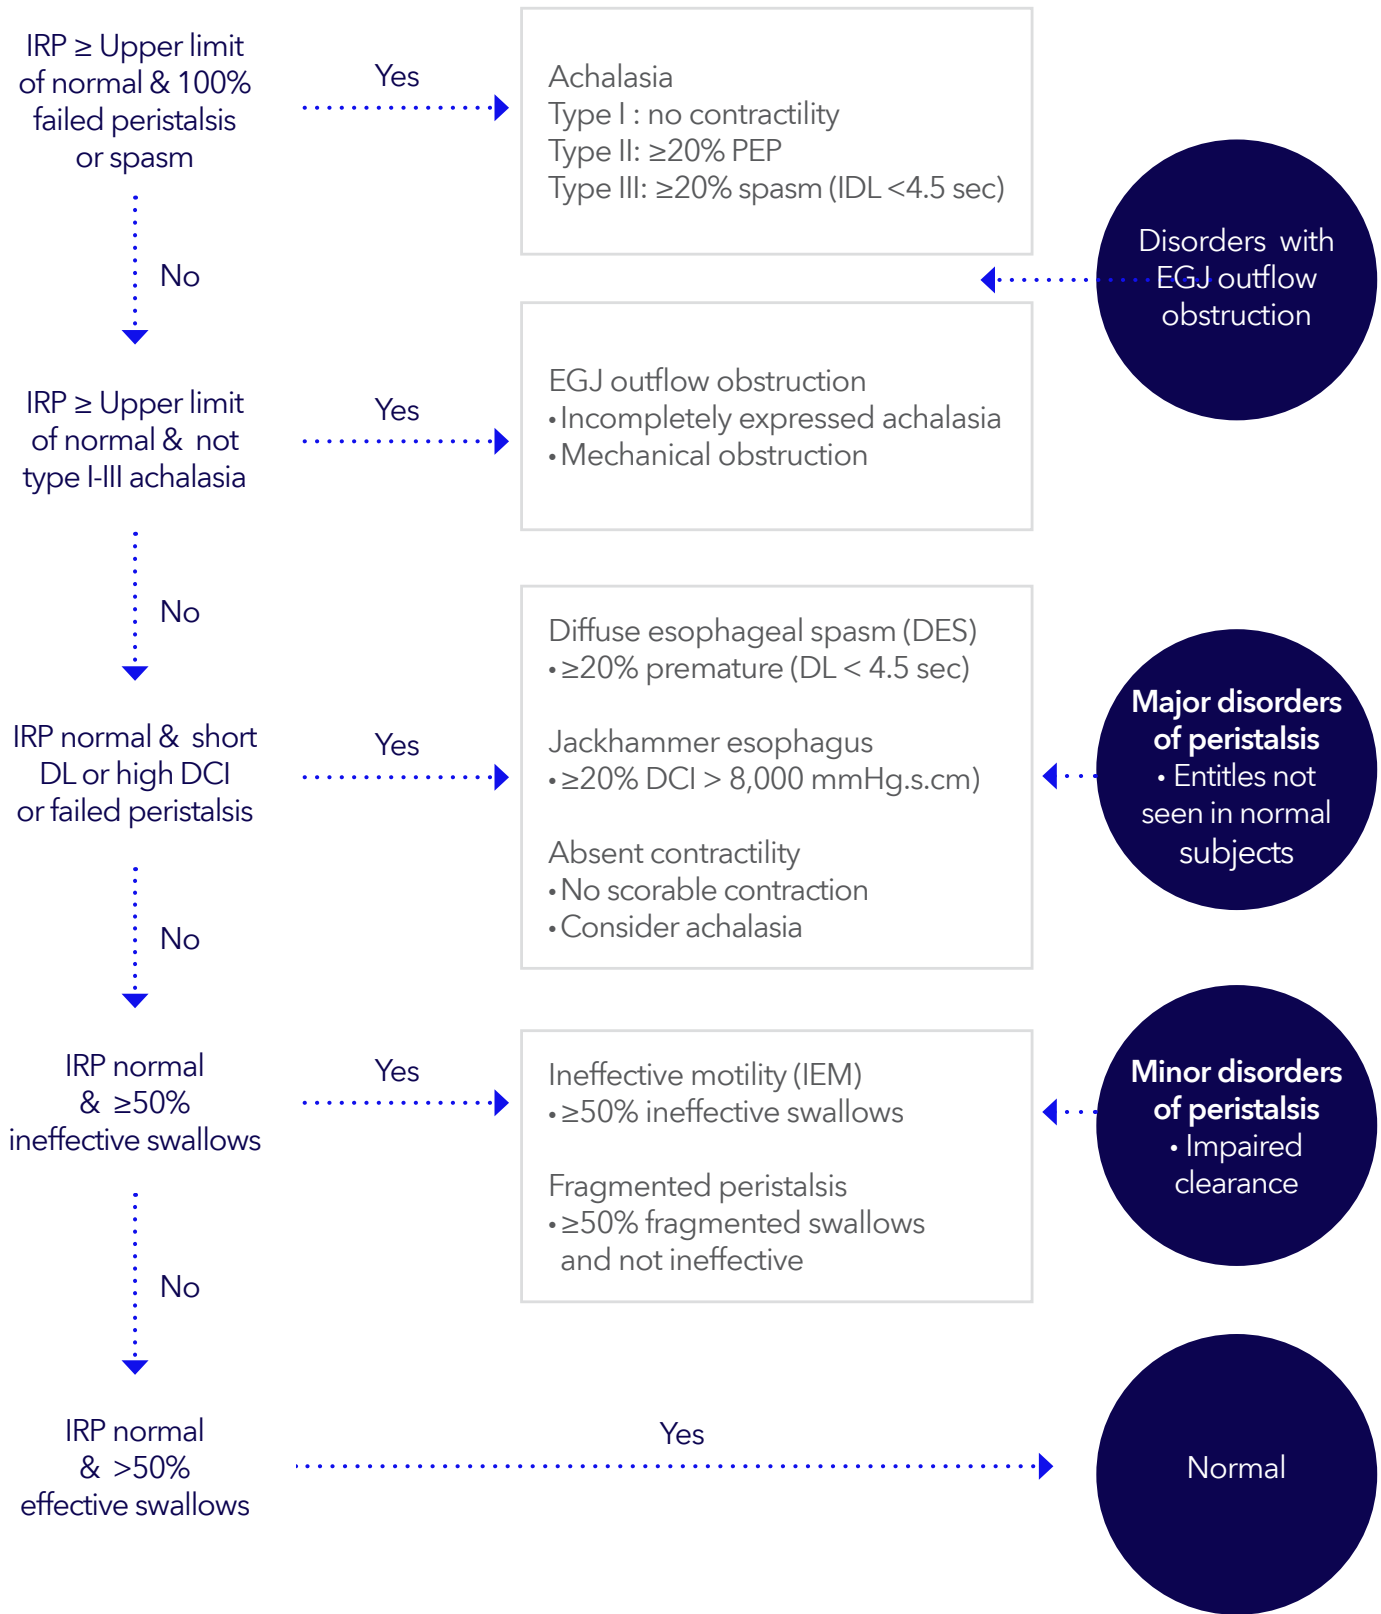 IRP ≥ Upper limit
of normal & 100%
failed peristalsis
or spasm
Yes
Achalasia
Type I : no contractility
Type II: ≥20% PEP
Type III: ≥20% spasm (IDL <4.5 sec)
Disorders with
EGJ outflow
obstruction
No
IRP ≥ Upper limit
of normal & not
type I-III achalasia
Yes
EGJ outflow obstruction
• Incompletely expressed achalasia
• Mechanical obstruction
No
IRP normal & short
DL or high DCI
or failed peristalsis
Yes
Diffuse esophageal spasm (DES)
• ≥20% premature (DL < 4.5 sec)
Jackhammer esophagus
• ≥20% DCI > 8,000 mmHg.s.cm)
Absent contractility
• No scorable contraction
• Consider achalasia
Major disorders
of peristalsis
• Entitles not
seen in normal
subjects
No
IRP normal
& ≥50%
ineffective swallows
Yes
Ineffective motility (IEM)
• ≥50% ineffective swallows
Fragmented peristalsis
• ≥50% fragmented swallows
and not ineffective
Minor disorders
of peristalsis
• Impaired
clearance
No
IRP normal
& >50%
effective swallows
Yes
Normal